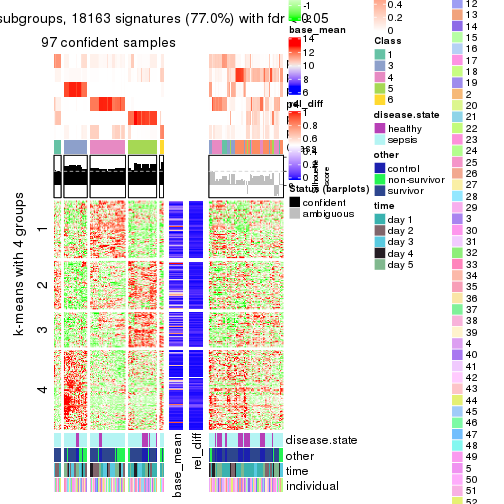 subgroups, 18163 signatures (77.0%) with fdr < 0.05
97 confident samples
-1
base_mean
14
12
10
8
6
rel_diff
1
0.8
0.6
0.4
0.2
0
Status (barplots)
confident
ambiguous
0.4
0.2
0
Class
1
3
4
5
6
disease.state
healthy
sepsis
other
control
non-survivor
survivor
time
day 1
day 2
day 3
day 4
day 5
12
13
14
15
16
17
18
19
2
20
21
22
23
24
25
26
27
28
29
3
30
31
32
33
34
35
36
37
38
39
4
40
41
42
43
44
45
46
47
48
49
5
50
51
52
k-means with 4 groups
1
2
3
4
base_mean
rel_diff
disease.state
other
time
individual